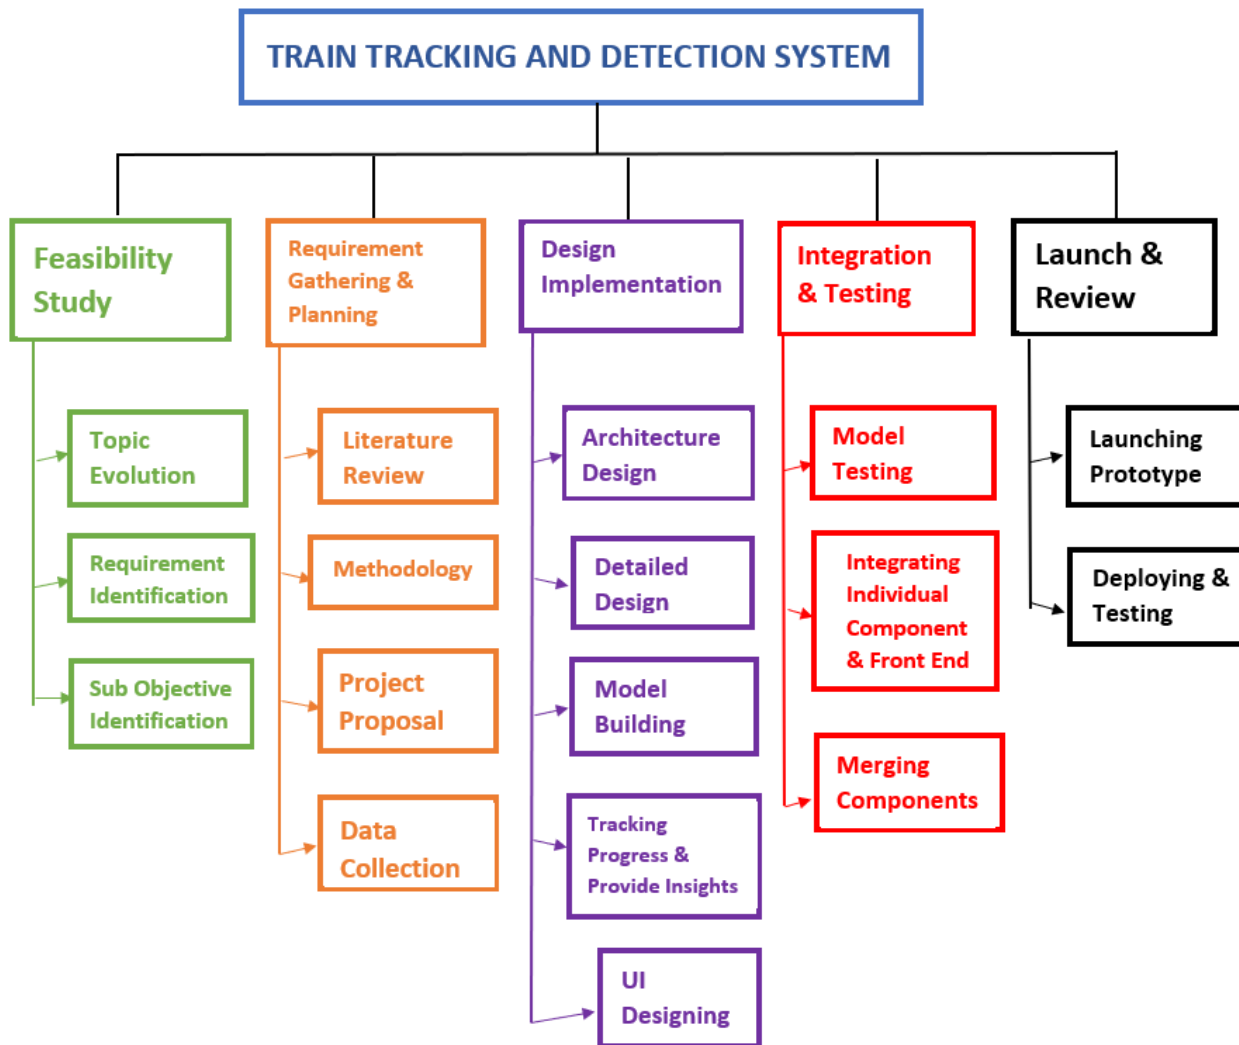 TRAIN TRACKING AND DETECTION SYSTEM
Feasibility
Study
Topic
Evolution
Requirement
Identification
Sub Objective
Identification
Requirement
Gathering &
Planning
Literature
Review
Methodology
Project
Proposal
Data
Collection
Design
Implementation
Architecture
Design
Detailed
Design
Model
Building
Tracking
Progress &
Provide Insights
UI
Designing
Integration
& Testing
Model
Testing
Integrating
Individual
Component
& Front End
Merging
Components
Launch &
Review
Launching
Prototype
Deploying &
Testing